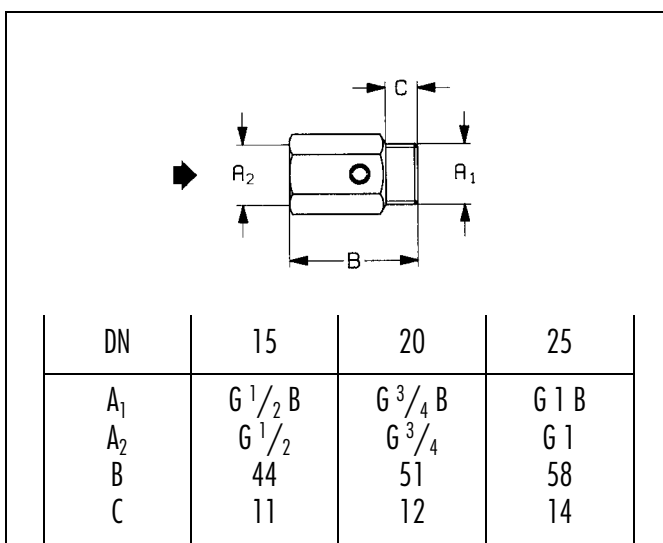 C
A₂
A₁
B
DN 15 20 25
A₁ G ¹/₂ B G ³/₄ B G 1 B
A₂ G ¹/₂ G ³/₄ G 1
B 44 51 58
C 11 12 14